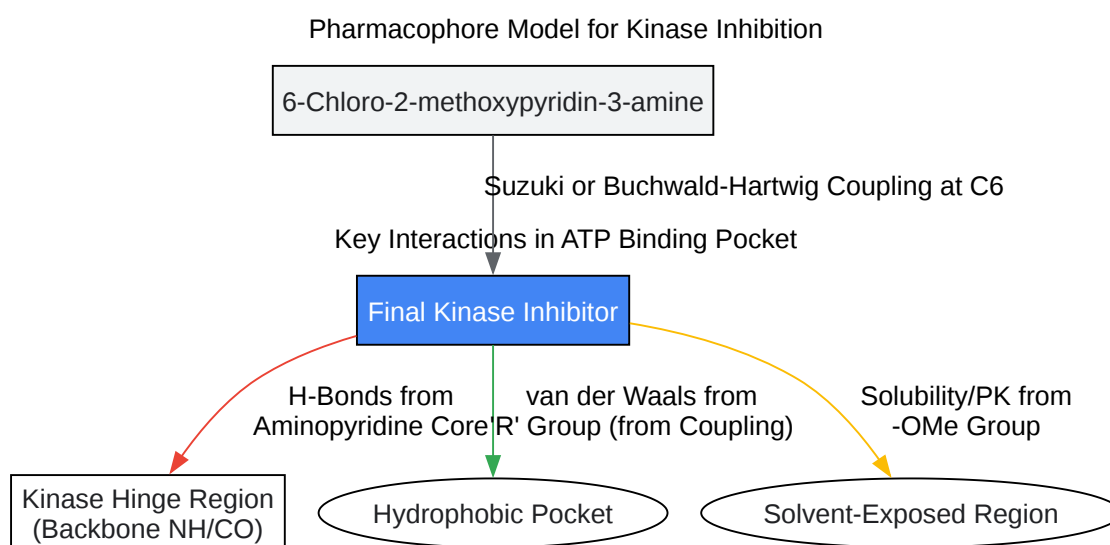 Pharmacophore Model for Kinase Inhibition
6-Chloro-2-methoxypyridin-3-amine
Suzuki or Buchwald-Hartwig Coupling at C6
Key Interactions in ATP Binding Pocket
Final Kinase Inhibitor
H-Bonds from
Aminopyridine Core
van der Waals from
'R' Group (from Coupling)
Solubility/PK from
-OMe Group
Kinase Hinge Region
(Backbone NH/CO)
Hydrophobic Pocket
Solvent-Exposed Region